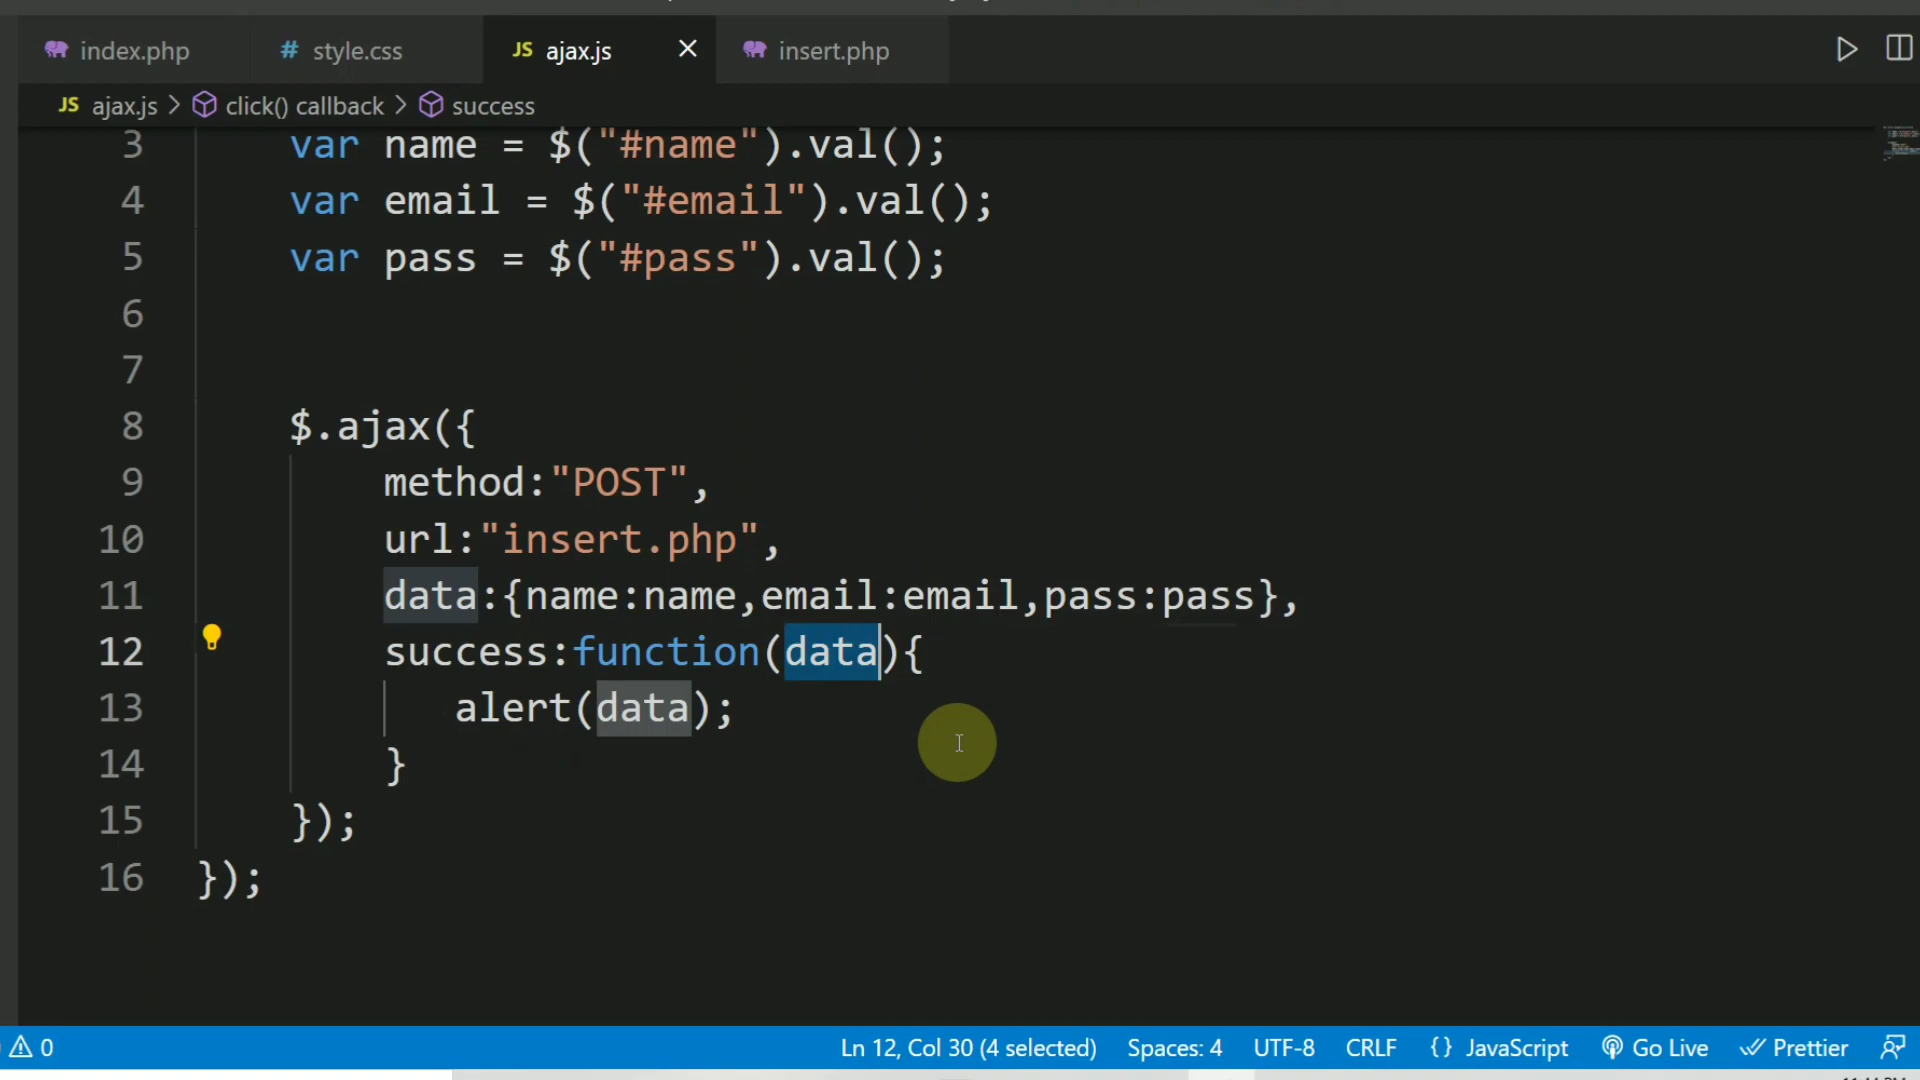 index.php
# style.css
JS ajax.js ×
insert.php
JS ajax.js > click() callback > success
3 var name = $("#name").val();
4 var email = $("#email").val();
5 var pass = $("#pass").val();
6
7
8 $.ajax({
9 method:"POST",
10 url:"insert.php",
11 data:{name:name,email:email,pass:pass},
12 success:function(data){
13 alert(data);
14 }
15 });
16 });
0 Ln 12, Col 30 (4 selected) Spaces: 4 UTF-8 CRLF {} JavaScript Go Live Prettier